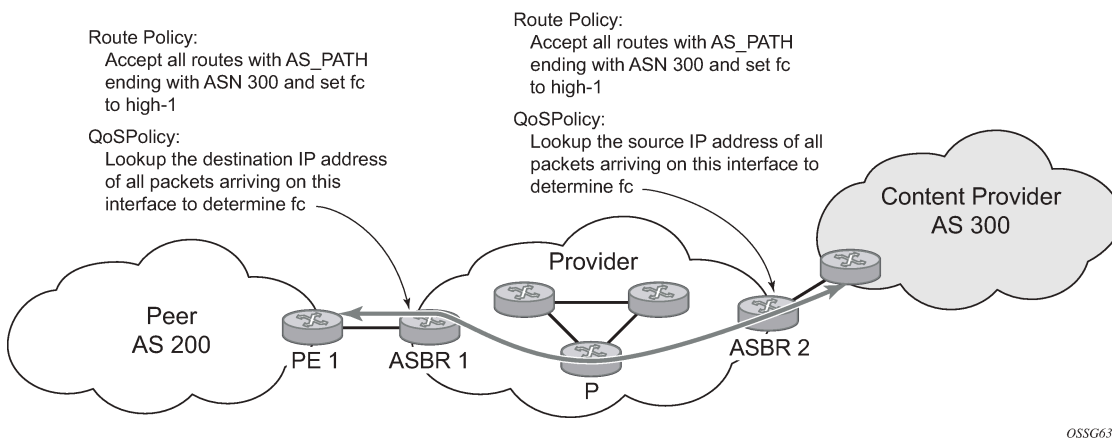 Route Policy:
Accept all routes with AS_PATH
ending with ASN 300 and set fc
to high-1
QoSPolicy:
Lookup the destination IP address
of all packets arriving on this
interface to determine fc
Route Policy:
Accept all routes with AS_PATH
ending with ASN 300 and set fc
to high-1
QoSPolicy:
Lookup the source IP address of all
packets arriving on this interface to
determine fc
Content Provider
AS 300
Provider
Peer
AS 200
PE 1
ASBR 1
P
ASBR 2
OSSG63